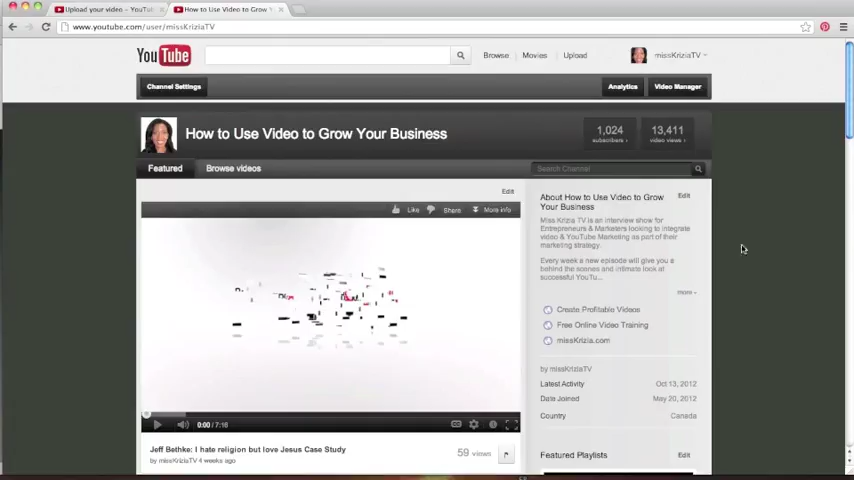 Upload your video – YouTu
How to Use Video to Grow Y
www.youtube.com/user/missKriziaTV
YouTube
Browse
Movies
Upload
missKriziaTV
Channel Settings
Analytics
Video Manager
How to Use Video to Grow Your Business
1,024
subscribers
13,411
video views
Featured
Browse videos
Search Channel
Edit
Like
Share
More info
0:00 / 7:16
Jeff Bethke: I hate religion but love Jesus Case Study
by missKriziaTV 4 weeks ago
59 views
About How to Use Video to Grow
Your Business
Edit
Miss Krizia TV is an interview show for
Entrepreneurs & Marketers looking to integrate
video & YouTube Marketing as part of their
marketing strategy.
Every week a new episode will give you a
behind the scenes and intimate look at
successful YouTu...
more
Create Profitable Videos
Free Online Video Training
missKrizia.com
by missKriziaTV
Latest Activity Oct 13, 2012
Date Joined May 20, 2012
Country Canada
Featured Playlists Edit